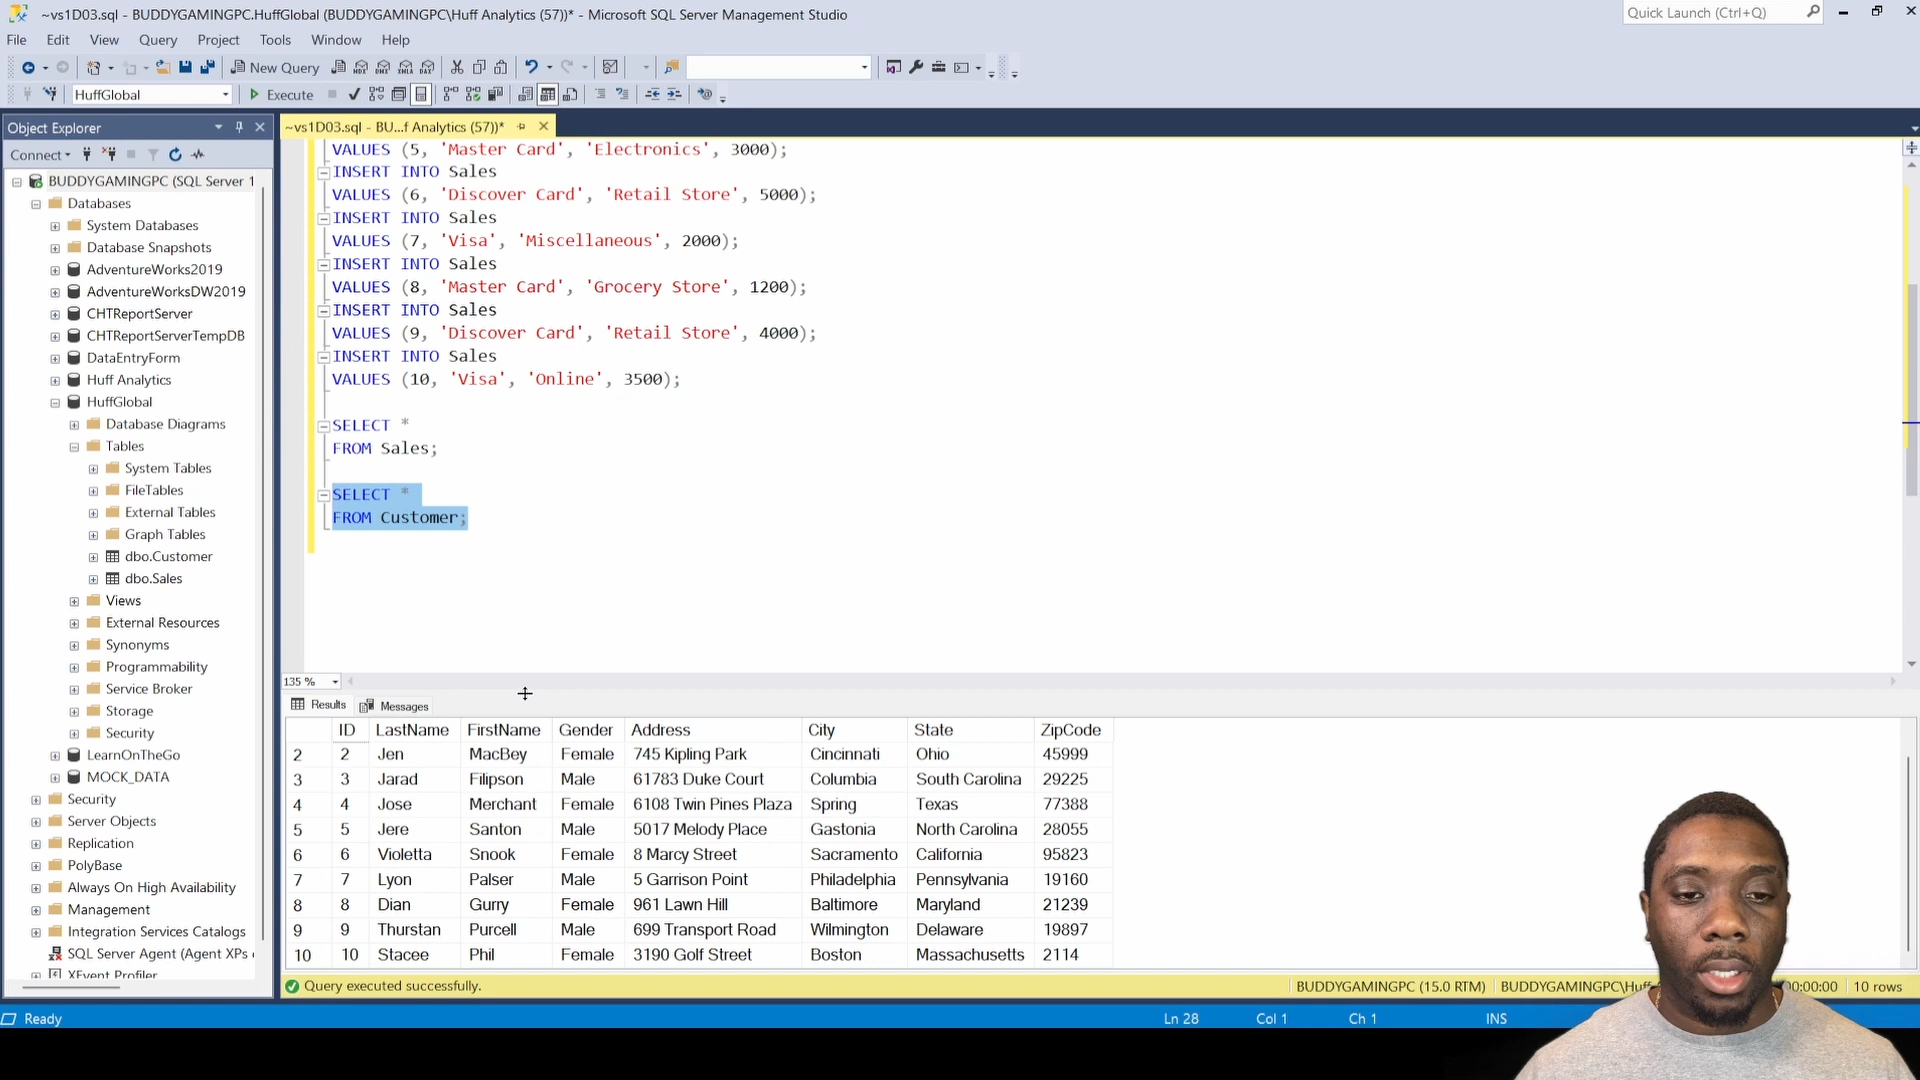 ~vs1D03.sql - BUDDYGAMINGPC.HuffGlobal (BUDDYGAMINGPC\Huff Analytics (57))* - Microsoft SQL Server Management Studio
Quick Launch (Ctrl+Q)
File Edit View Query Project Tools Window Help
New Query
HuffGlobal Execute
Object Explorer
~vs1D03.sql - BU...f Analytics (57))*
Connect
BUDDYGAMINGPC (SQL Server 1
Databases
System Databases
Database Snapshots
AdventureWorks2019
AdventureWorksDW2019
CHTReportServer
CHTReportServerTempDB
DataEntryForm
Huff Analytics
HuffGlobal
Database Diagrams
Tables
System Tables
FileTables
External Tables
Graph Tables
dbo.Customer
dbo.Sales
Views
External Resources
Synonyms
Programmability
Service Broker
Storage
Security
LearnOnTheGo
MOCK_DATA
Security
Server Objects
Replication
PolyBase
Always On High Availability
Management
Integration Services Catalogs
SQL Server Agent (Agent XPs
XEvent Profiler
VALUES (5, 'Master Card', 'Electronics', 3000);
INSERT INTO Sales
VALUES (6, 'Discover Card', 'Retail Store', 5000);
INSERT INTO Sales
VALUES (7, 'Visa', 'Miscellaneous', 2000);
INSERT INTO Sales
VALUES (8, 'Master Card', 'Grocery Store', 1200);
INSERT INTO Sales
VALUES (9, 'Discover Card', 'Retail Store', 4000);
INSERT INTO Sales
VALUES (10, 'Visa', 'Online', 3500);
SELECT *
FROM Sales;
SELECT *
FROM Customer;
135 %
Results Messages
ID LastName FirstName Gender Address City State ZipCode
2 2 Jen MacBey Female 745 Kipling Park Cincinnati Ohio 45999
3 3 Jarad Filipson Male 61783 Duke Court Columbia South Carolina 29225
4 4 Jose Merchant Female 6108 Twin Pines Plaza Spring Texas 77388
5 5 Jere Santon Male 5017 Melody Place Gastonia North Carolina 28055
6 6 Violetta Snook Female 8 Marcy Street Sacramento California 95823
7 7 Lyon Palser Male 5 Garrison Point Philadelphia Pennsylvania 19160
8 8 Dian Gurry Female 961 Lawn Hill Baltimore Maryland 21239
9 9 Thurstan Purcell Male 699 Transport Road Wilmington Delaware 19897
10 10 Stacee Phil Female 3190 Golf Street Boston Massachusetts 2114
Query executed successfully. BUDDYGAMINGPC (15.0 RTM) BUDDYGAMINGPC\Huff 00:00:00 10 rows
Ready Ln 28 Col 1 Ch 1 INS